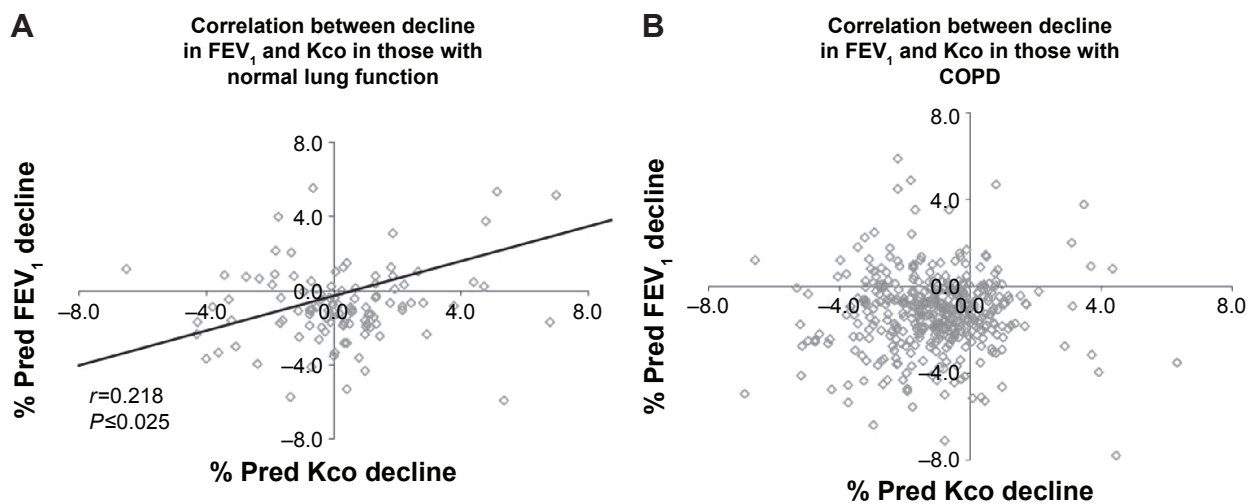 A
Correlation between decline
in FEV₁ and Kco in those with
normal lung function
8.0
4.0
0.0
–8.0
–4.0
0.0
4.0
8.0
–4.0
–8.0
r=0.218
P≤0.025
% Pred FEV₁ decline
% Pred Kco decline
B
Correlation between decline
in FEV₁ and Kco in those with
COPD
8.0
4.0
0.0
–8.0
–4.0
0.0
4.0
8.0
–4.0
–8.0
% Pred FEV₁ decline
% Pred Kco decline